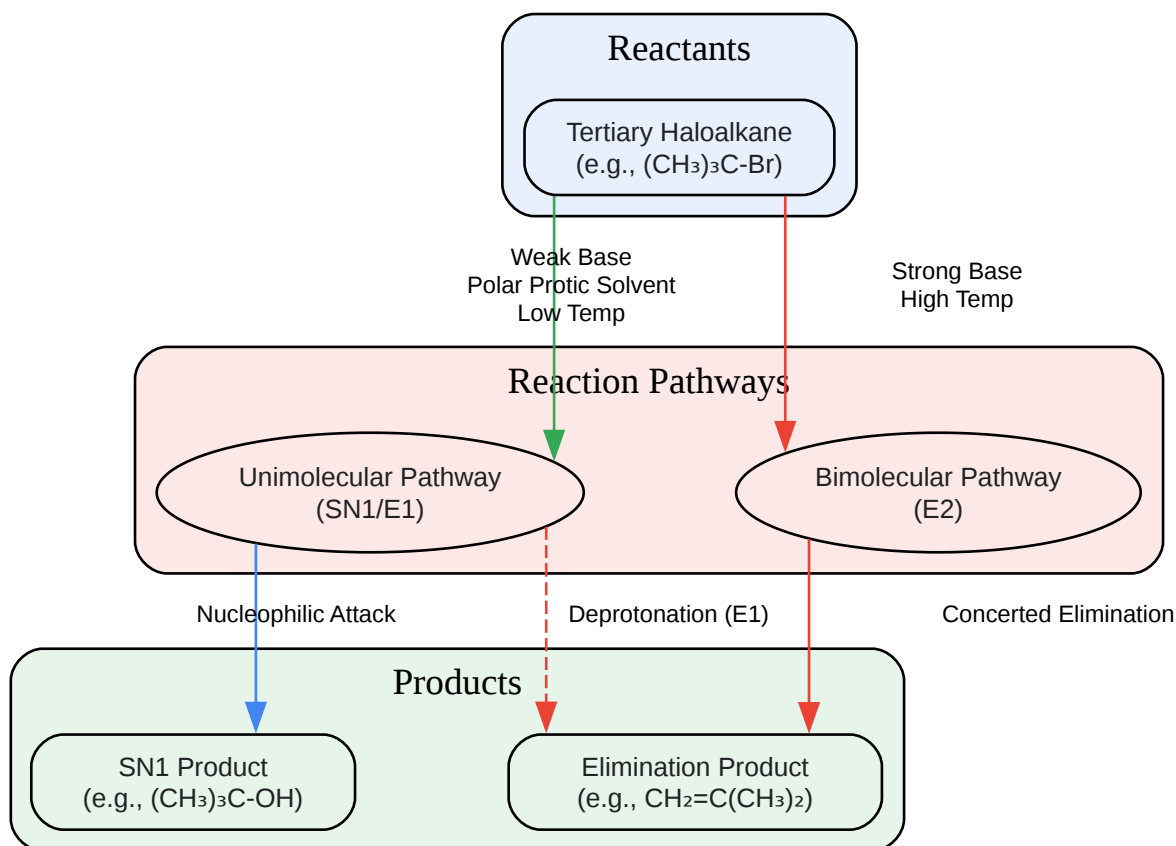 Reactants
Tertiary Haloalkane
(e.g., (CH₃)₃C-Br)
Weak Base
Polar Protic Solvent
Low Temp
Strong Base
High Temp
Reaction Pathways
Unimolecular Pathway
(SN1/E1)
Bimolecular Pathway
(E2)
Nucleophilic Attack
Deprotonation (E1)
Concerted Elimination
Products
SN1 Product
(e.g., (CH₃)₃C-OH)
Elimination Product
(e.g., CH₂=C(CH₃)₂)